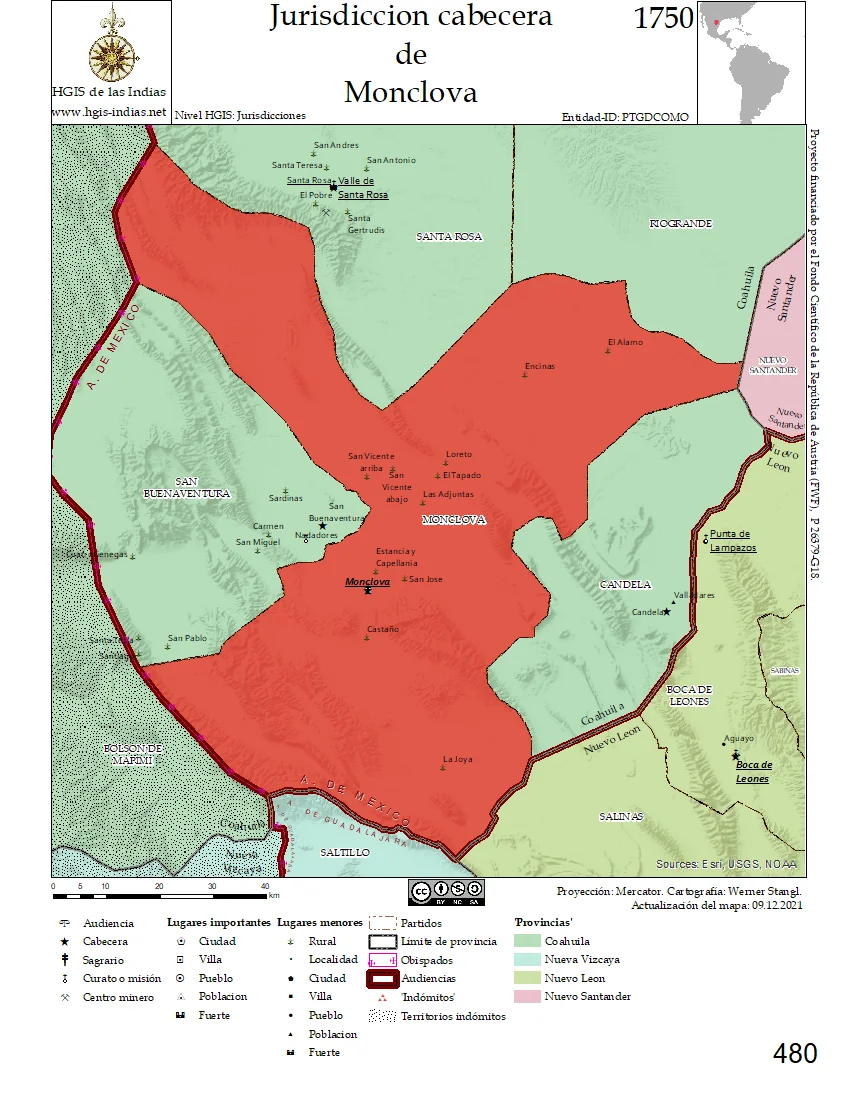 Jurisdiccion cabecera
de
Monclova
1750
HGIS de las Indias
www.hgis-indias.net
Nivel HGIS: Jurisdicciones
Entidad-ID: PTGDCOMO
Proyecto financiado por el Fondo Científico de la República de Austria (FWF), P 26379-G18.
San Andres
San Antonio
Santa Teresa
Santa Rosa
Valle de
Santa Rosa
El Pobre
Santa
Gertrudis
SANTA ROSA
RIOGRANDE
Coahuila
Nuevo
Santander
NUEVO
SANTANDER
Nuevo
Nuevo
Leon
A. DE MEXICO
El Alamo
Encinas
San Vicente
arriba
San
Vicente
abajo
Loreto
El Tapado
Las Adjuntas
MONCLOVA
SAN
BUENAVENTURA
Sardinas
San
Buenaventura
Carmen
Nadadores
San Miguel
Estancia y
Capellania
San Jose
Monclova
Castaño
Punta de
Lampazos
CANDELA
Candela
San Pablo
SABINAS
BOCA DE
LEONES
Coahuila
Nuevo Leon
Aguayo
Boca de
Leones
BOLSON DE
MAPIMI
La Joya
A. DE MEXICO
A. DE GUADALAJARA
Coahuila
SALTILLO
SALINAS
Sources: Esri, USGS, NOAA
0 5 10 20 30 40
km
CC BY NC SA
Proyección: Mercator. Cartografía: Werner Stangl.
Actualización del mapa: 09.12.2021
Audiencia
Cabecera
Sagrario
Curato o misión
Centro minero
Lugares importantes
Ciudad
Villa
Pueblo
Poblacion
Fuerte
Lugares menores
Rural
Localidad
Ciudad
Villa
Pueblo
Poblacion
Fuerte
Partidos
Límite de provincia
Obispados
Audiencias
'Indómitos'
Territorios indómitos
'Provincias'
Coahuila
Nueva Vizcaya
Nuevo Leon
Nuevo Santander
480